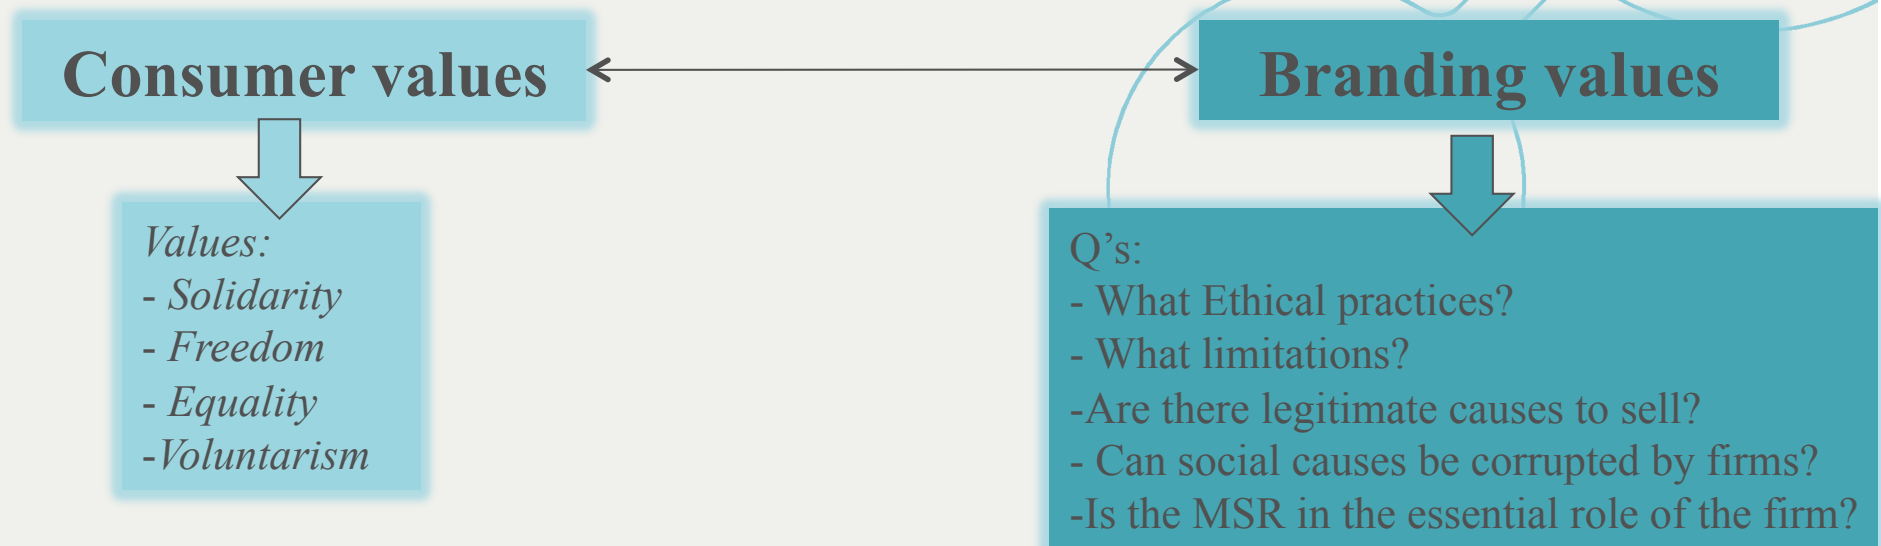 Consumer values
Branding values
Values:
- Solidarity
- Freedom
- Equality
-Voluntarism
Q’s:
- What Ethical practices?
- What limitations?
-Are there legitimate causes to sell?
- Can social causes be corrupted by firms?
-Is the MSR in the essential role of the firm?